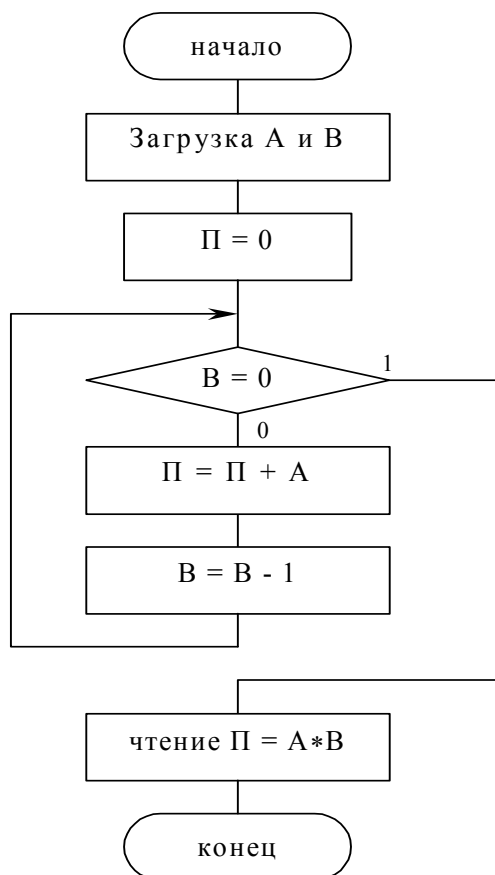 начало
Загрузка А и В
П = 0
В = 0
1
0
П = П + А
В = В - 1
чтение П = А*В
конец